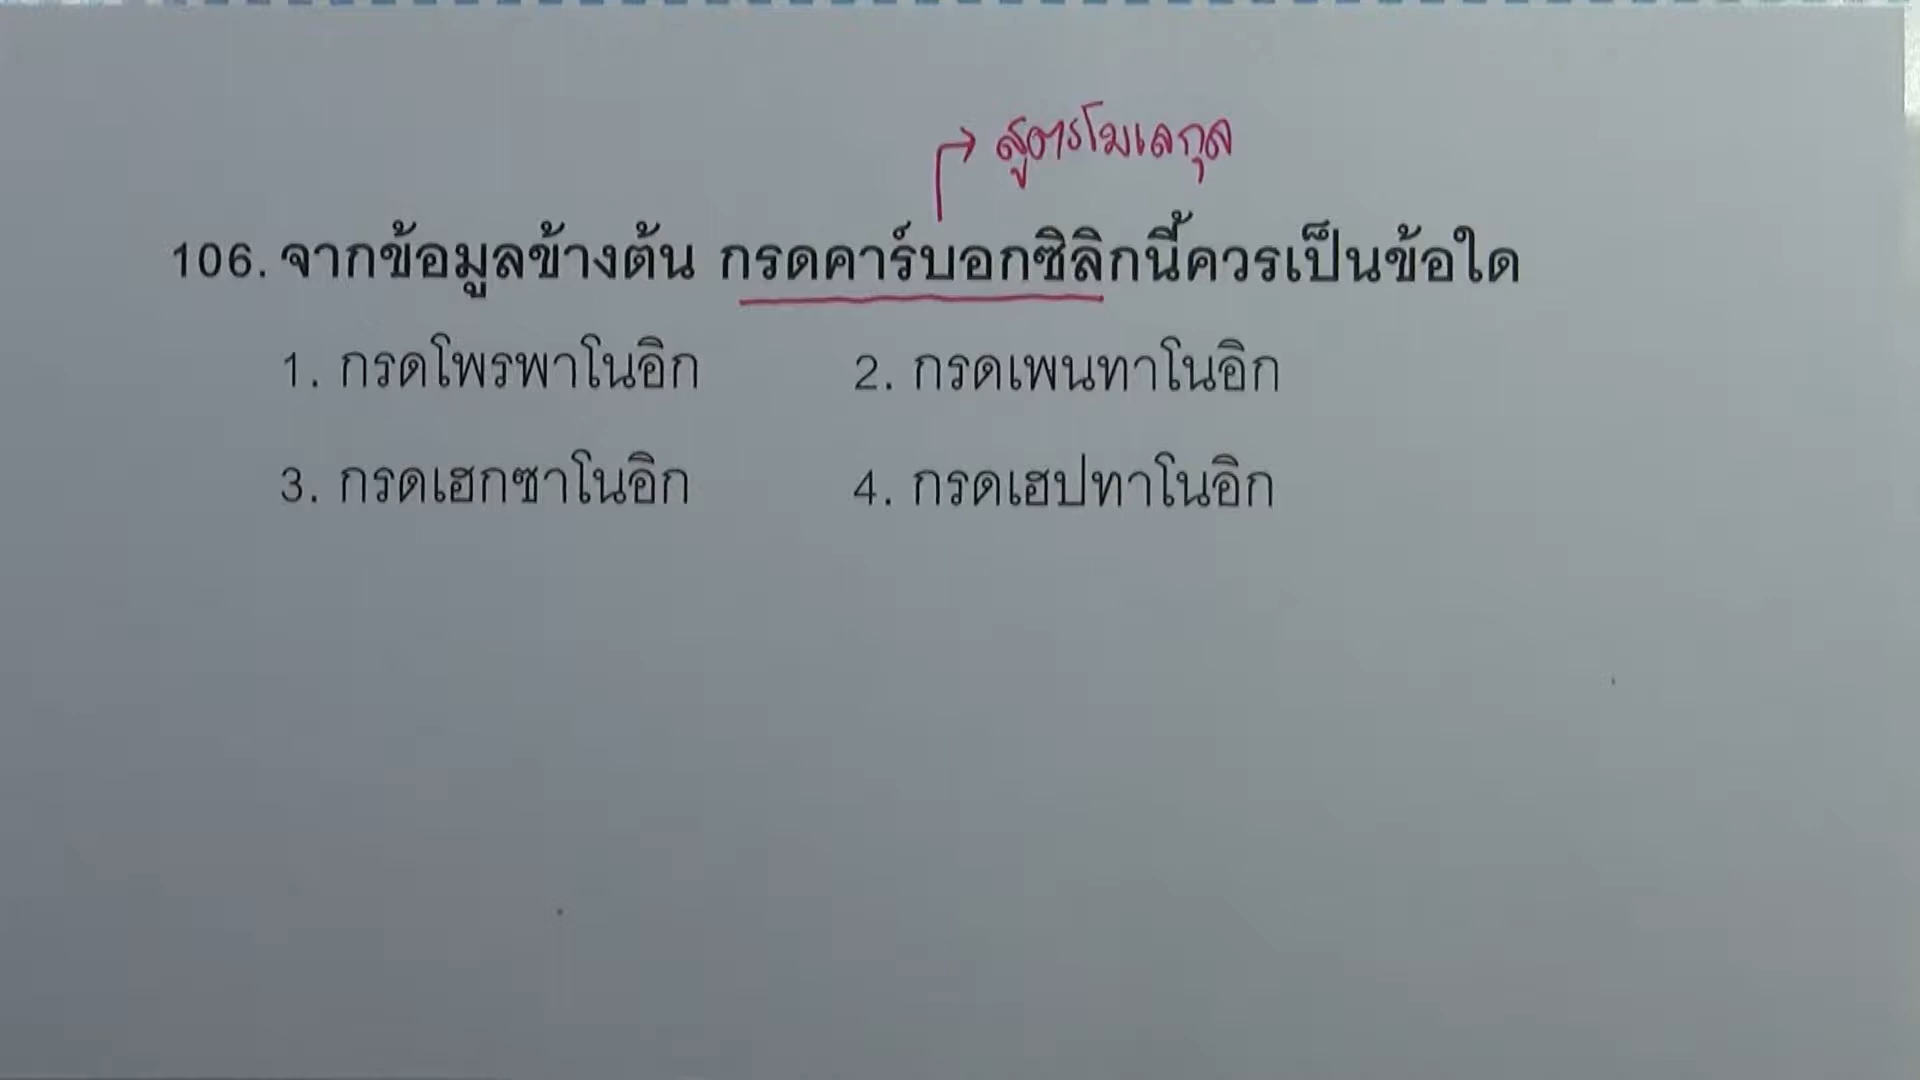 สูตรโมเลกุล
106. จากข้อมูลข้างต้น กรดคาร์บอกซิลิกนี้ควรเป็นข้อใด
1. กรดโพรพาโนอิก 2. กรดเพนทาโนอิก
3. กรดเฮกซาโนอิก 4. กรดเฮปทาโนอิก